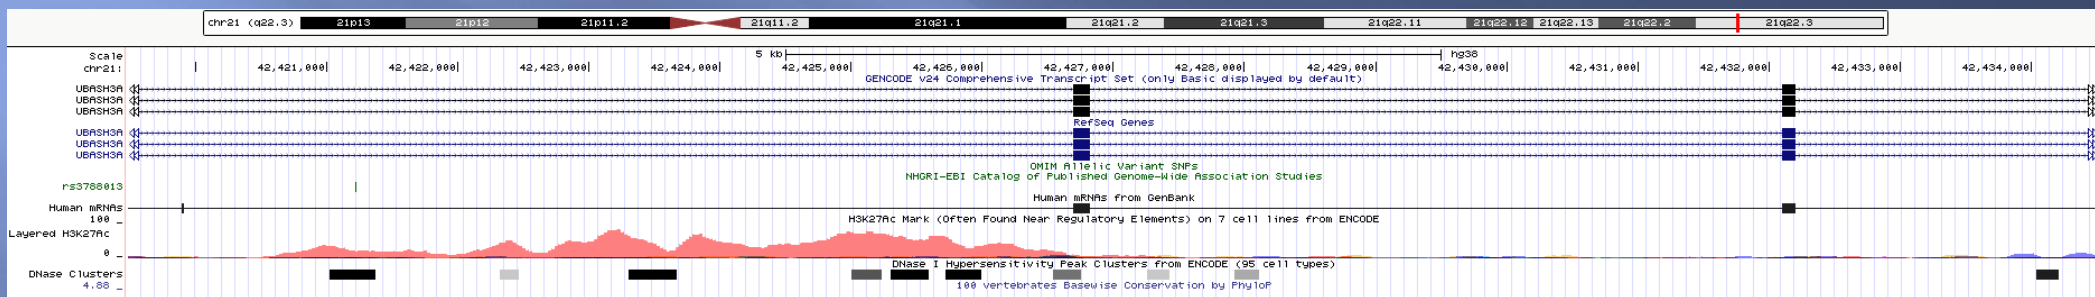 chr21 (q22.3) 21p13 21p12 21p11.2 21q11.2 21q21.1 21q21.2 21q21.3 21q22.11 21q22.12 21q22.13 21q22.2 21q22.3
Scale 5 kb hg38
chr21: 42,421,000 42,422,000 42,423,000 42,424,000 42,425,000 42,426,000 42,427,000 42,428,000 42,429,000 42,430,000 42,431,000 42,432,000 42,433,000 42,434,000
GENCODE v24 Comprehensive Transcript Set (only Basic displayed by default)
UBASH3A
UBASH3A
UBASH3A
RefSeq Genes
UBASH3A
UBASH3A
UBASH3A
OMIM Allelic Variant SNPs
NHGRI-EBI Catalog of Published Genome-Wide Association Studies
rs3788013
Human mRNAs from GenBank
Human mRNAs
100 _ H3K27Ac Mark (Often Found Near Regulatory Elements) on 7 cell lines from ENCODE
Layered H3K27Ac
0 _
DNase I Hypersensitivity Peak Clusters from ENCODE (95 cell types)
DNase Clusters
4.88 _ 100 vertebrates Basewise Conservation by PhyloP